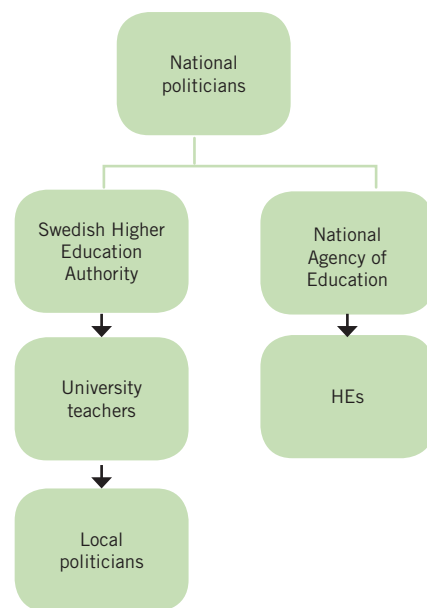 National
politicians
Swedish Higher
Education
Authority
National
Agency of
Education
University
teachers
HEs
Local
politicians